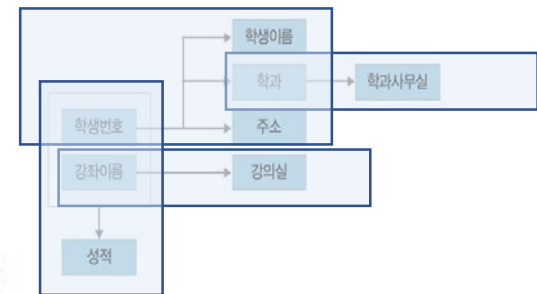 학생이름
학과 학과사무실
학생번호 주소
강좌이름 강의실
성적